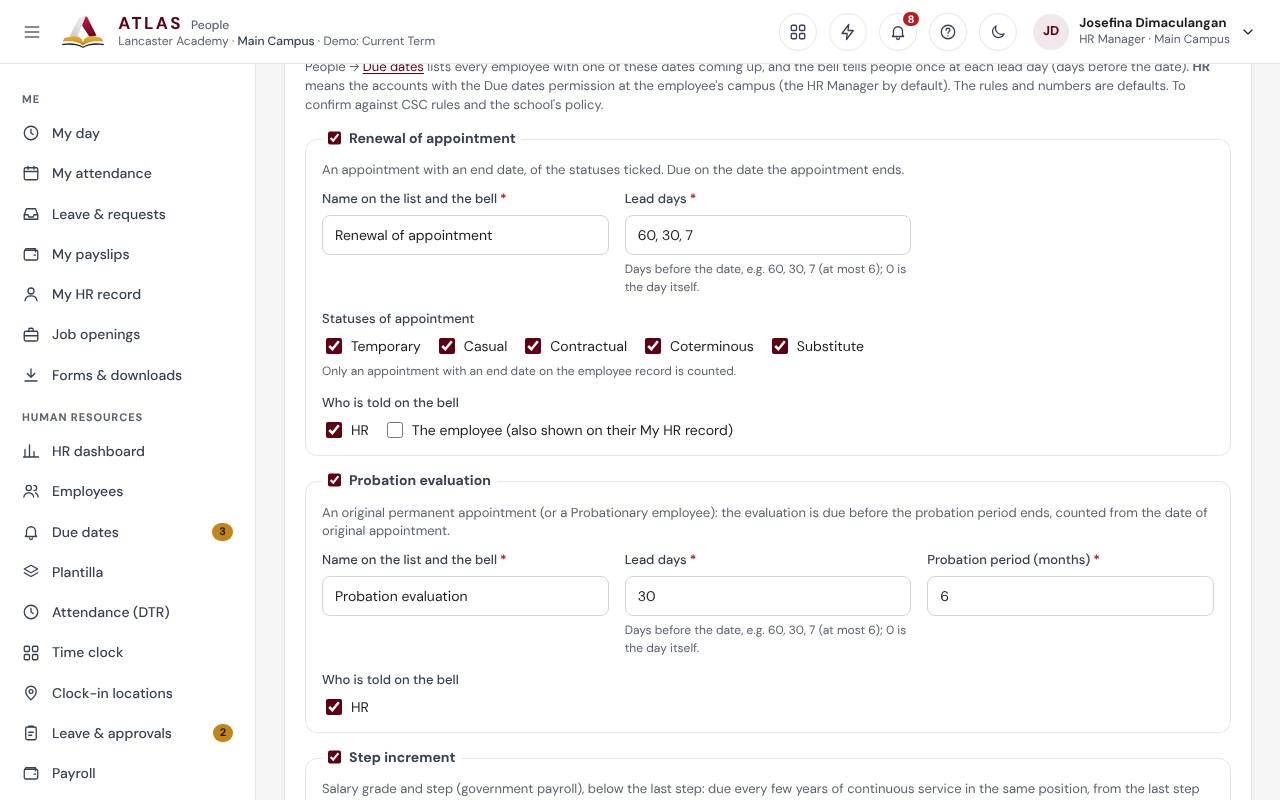 ATLAS People
Lancaster Academy · Main Campus · Demo: Current Term
8
JD
Josefina Dimaculangan
HR Manager · Main Campus
ME
My day
My attendance
Leave & requests
My payslips
My HR record
Job openings
Forms & downloads
HUMAN RESOURCES
HR dashboard
Employees
Due dates 3
Plantilla
Attendance (DTR)
Time clock
Clock-in locations
Leave & approvals 2
Payroll
People → Due dates lists every employee with one of these dates coming up, and the bell tells people once at each lead day (days before the date). HR
means the accounts with the Due dates permission at the employee's campus (the HR Manager by default). The rules and numbers are defaults. To
confirm against CSC rules and the school's policy.
Renewal of appointment
An appointment with an end date, of the statuses ticked. Due on the date the appointment ends.
Name on the list and the bell * Lead days *
Renewal of appointment 60, 30, 7
Days before the date, e.g. 60, 30, 7 (at most 6); 0 is
the day itself.
Statuses of appointment
Temporary Casual Contractual Coterminous Substitute
Only an appointment with an end date on the employee record is counted.
Who is told on the bell
HR The employee (also shown on their My HR record)
Probation evaluation
An original permanent appointment (or a Probationary employee): the evaluation is due before the probation period ends, counted from the date of
original appointment.
Name on the list and the bell * Lead days * Probation period (months) *
Probation evaluation 30 6
Days before the date, e.g. 60, 30, 7 (at most 6); 0 is
the day itself.
Who is told on the bell
HR
Step increment
Salary grade and step (government payroll), below the last step: due every few years of continuous service in the same position, from the last step